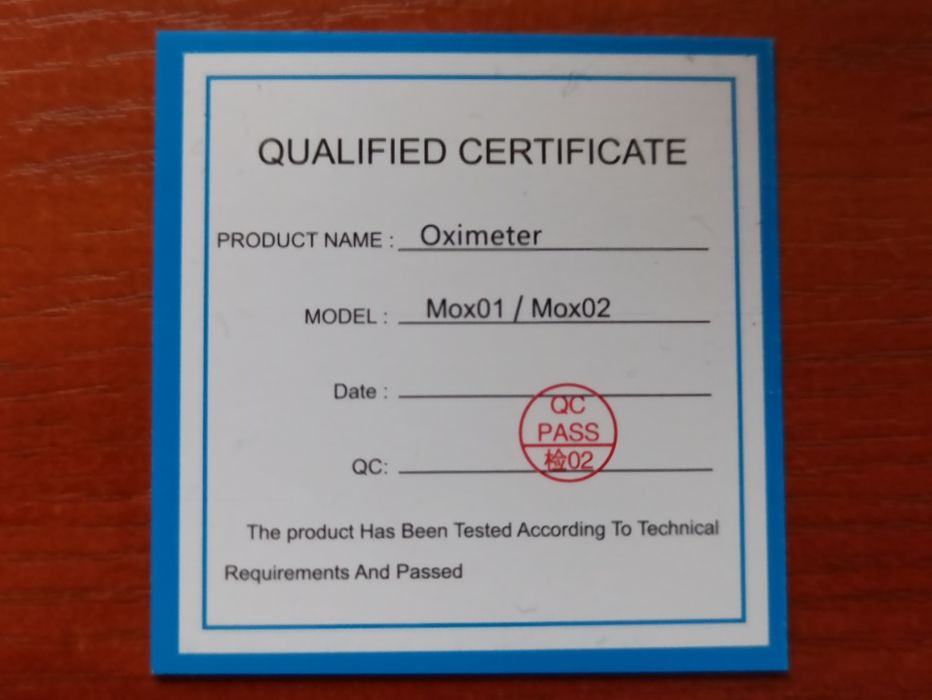 QUALIFIED CERTIFICATE
PRODUCT NAME : Oximeter
MODEL : Mox01 / Mox02
Date :
QC
PASS
检02
QC:
The product Has Been Tested According To Technical
Requirements And Passed